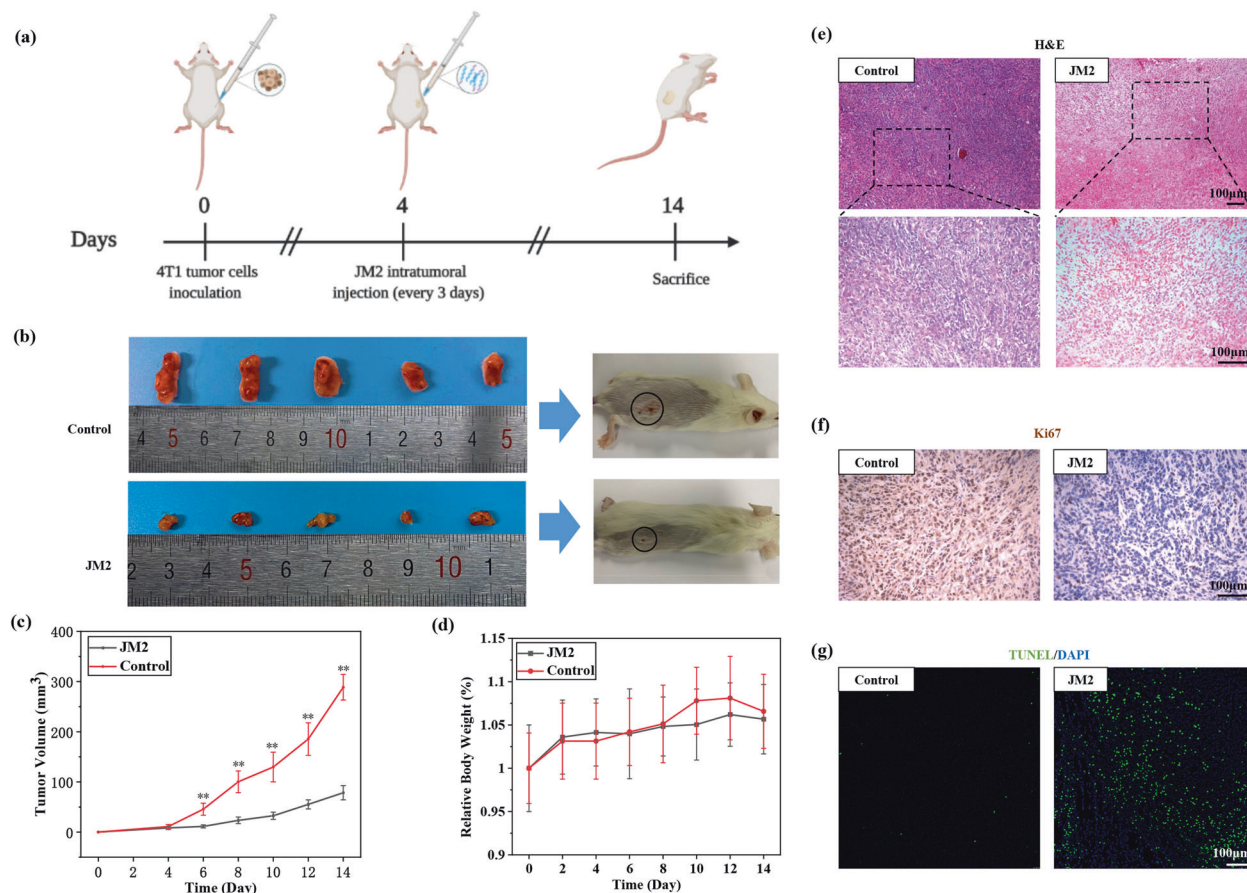 (a)
0
4
14
Days
4T1 tumor cells
inoculation
JM2 intratumoral
injection (every 3 days)
Sacrifice
(b)
Control
4 5 6 7 8 9 10 1 2 3 4 5
JM2
2 3 4 5 6 7 8 9 10 1
(c)
JM2
Control
Tumor Volume (mm³)
400
300
200
100
0
** ** ** ** ** **
0 2 4 6 8 10 12 14
Time (Day)
(d)
JM2
Control
Relative Body Weight (%)
1.15
1.1
1.05
1
0.95
0.9
0 2 4 6 8 10 12 14
Time (Day)
(e)
H&E
Control
JM2
100μm
100μm
(f)
Ki67
Control
JM2
100μm
(g)
TUNEL/DAPI
Control
JM2
100μm